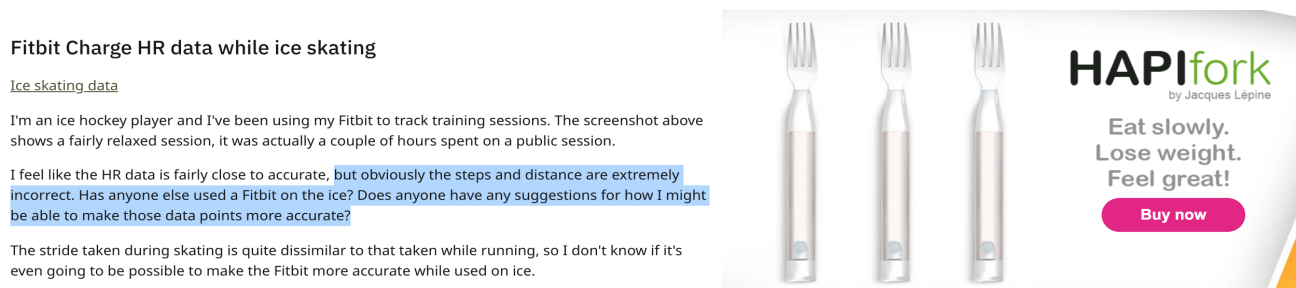 Fitbit Charge HR data while ice skating
Ice skating data
I'm an ice hockey player and I've been using my Fitbit to track training sessions. The screenshot above
shows a fairly relaxed session, it was actually a couple of hours spent on a public session.
I feel like the HR data is fairly close to accurate, but obviously the steps and distance are extremely
incorrect. Has anyone else used a Fitbit on the ice? Does anyone have any suggestions for how I might
be able to make those data points more accurate?
The stride taken during skating is quite dissimilar to that taken while running, so I don't know if it's
even going to be possible to make the Fitbit more accurate while used on ice.
HAPIfork
by Jacques Lépine
Eat slowly.
Lose weight.
Feel great!
Buy now